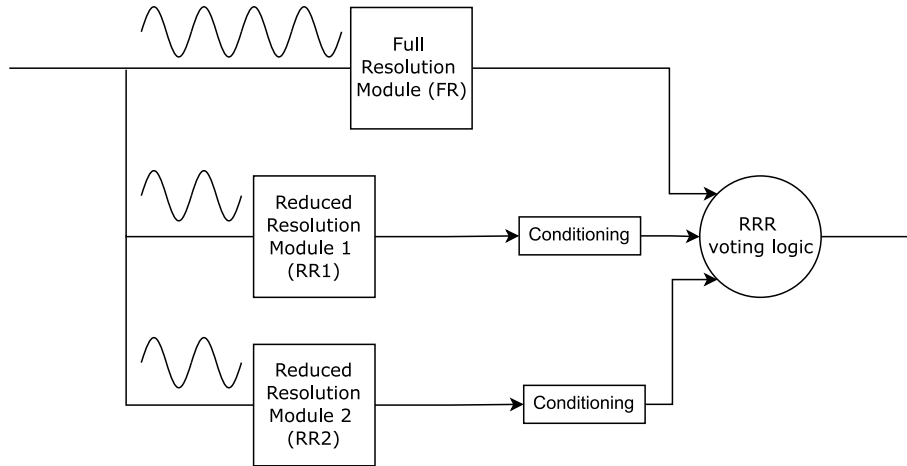 Full
Resolution
Module (FR)
Reduced
Resolution
Module 1
(RR1)
Conditioning
RRR
voting logic
Reduced
Resolution
Module 2
(RR2)
Conditioning